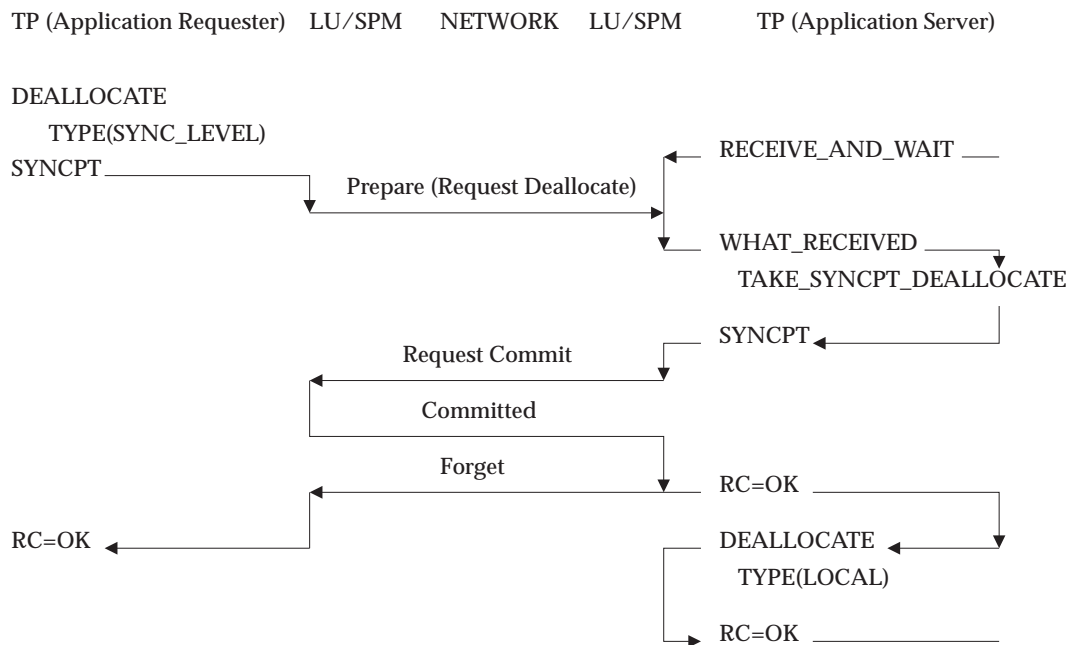 TP (Application Requester) LU/SPM NETWORK LU/SPM TP (Application Server)
DEALLOCATE
TYPE(SYNC_LEVEL)
RECEIVE_AND_WAIT
SYNCPT
Prepare (Request Deallocate)
WHAT_RECEIVED
TAKE_SYNCPT_DEALLOCATE
SYNCPT
Request Commit
Committed
Forget
RC=OK
RC=OK
DEALLOCATE
TYPE(LOCAL)
RC=OK